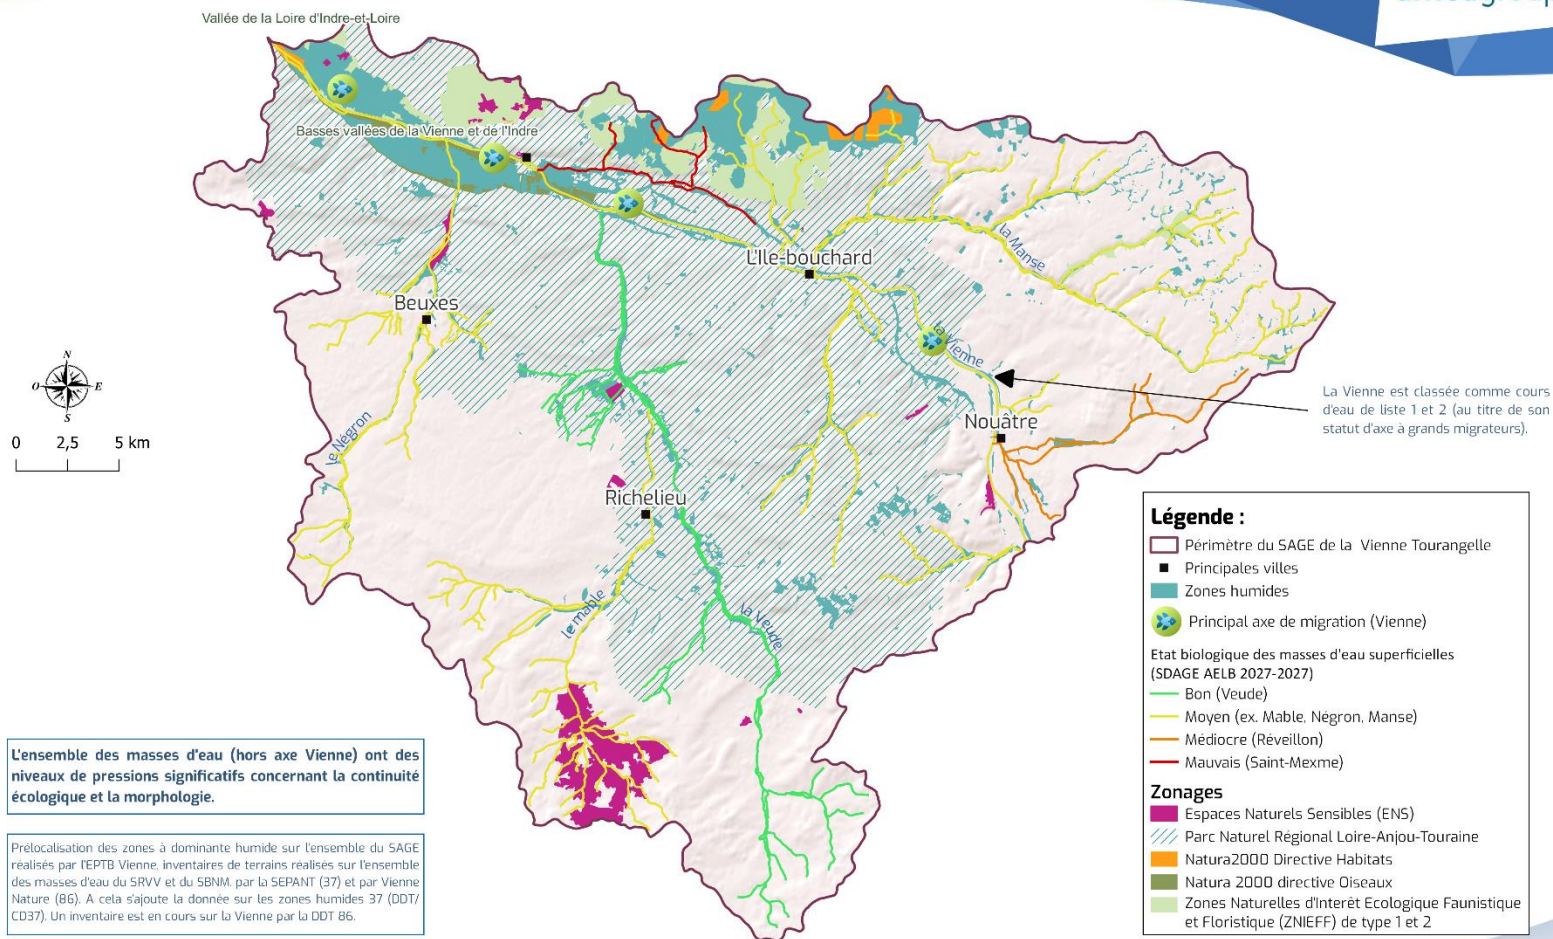 Vallée de la Loire d'Indre-et-Loire
Basses vallées de la Vienne et de l'Indre
la Manse
L'Ile-bouchard
Beuxes
la Vienne
N
O
E
S
0 2,5 5 km
La Vienne est classée comme cours
d'eau de liste 1 et 2 (au titre de son
statut d'axe à grands migrateurs).
le Négron
Nouâtre
Richelieu
le mable
la Veude
Légende :
Périmètre du SAGE de la Vienne Tourangelle
Principales villes
Zones humides
Principal axe de migration (Vienne)
Etat biologique des masses d'eau superficielles
(SDAGE AELB 2027-2027)
Bon (Veude)
Moyen (ex. Mable, Négron, Manse)
Médiocre (Réveillon)
Mauvais (Saint-Mexme)
Zonages
Espaces Naturels Sensibles (ENS)
Parc Naturel Régional Loire-Anjou-Touraine
Natura2000 Directive Habitats
Natura 2000 directive Oiseaux
Zones Naturelles d'Interêt Ecologique Faunistique
et Floristique (ZNIEFF) de type 1 et 2
L'ensemble des masses d'eau (hors axe Vienne) ont des
niveaux de pressions significatifs concernant la continuité
écologique et la morphologie.
Prélocalisation des zones à dominante humide sur l'ensemble du SAGE
réalisés par l'EPTB Vienne, inventaires de terrains réalisés sur l'ensemble
des masses d'eau du SRVV et du SBNM, par la SEPANT (37) et par Vienne
Nature (86). A cela s'ajoute la donnée sur les zones humides 37 (DDT/
CD37). Un inventaire est en cours sur la Vienne par la DDT 86.